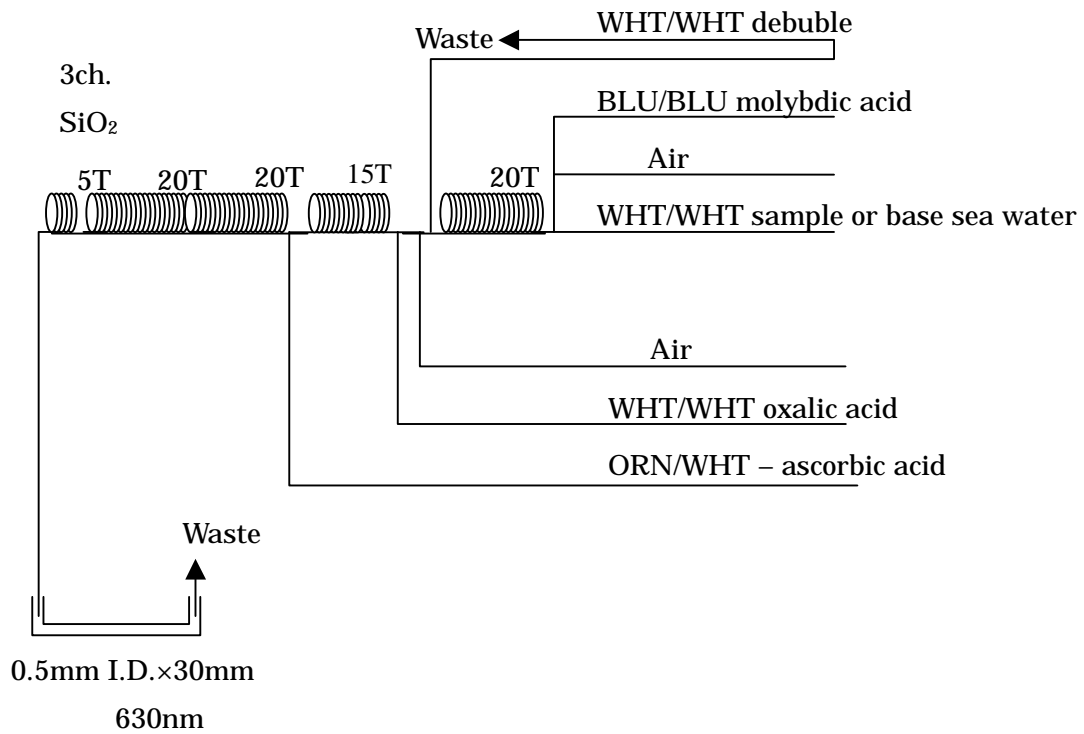 WHT/WHT debuble
Waste
3ch.
SiO₂
BLU/BLU molybdic acid
Air
5T 20T 20T 15T 20T
WHT/WHT sample or base sea water
Air
WHT/WHT oxalic acid
ORN/WHT – ascorbic acid
Waste
0.5mm I.D.×30mm
630nm